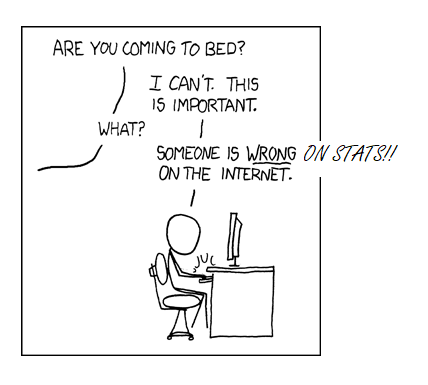 ARE YOU COMING TO BED?
I CAN'T. THIS
IS IMPORTANT.
WHAT?
SOMEONE IS WRONG ON STATS!!
ON THE INTERNET.